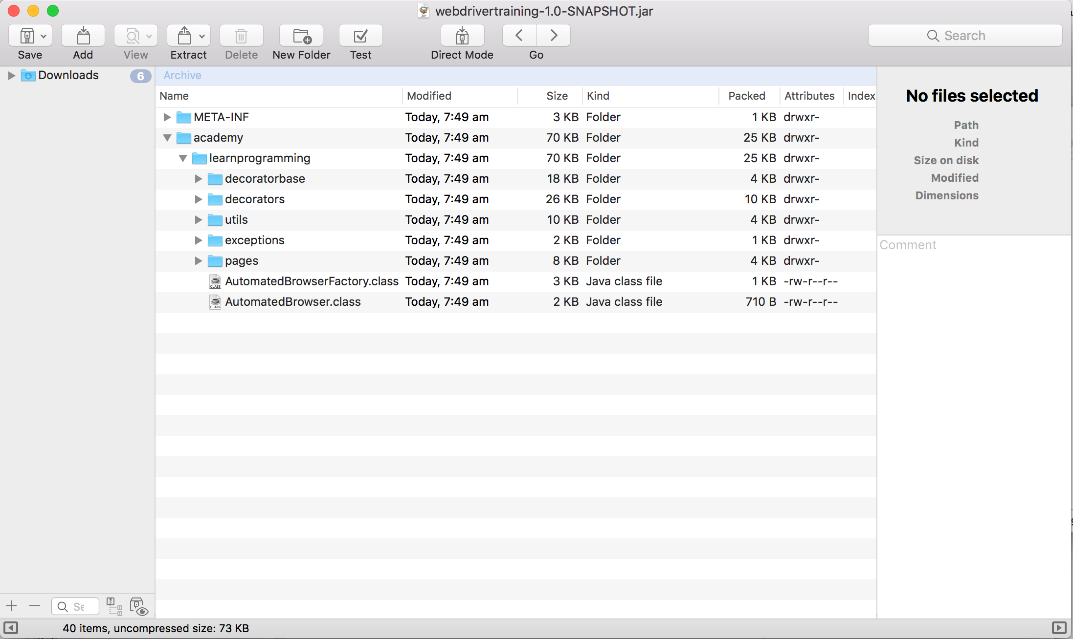 webdrivertraining-1.0-SNAPSHOT.jar
Save Add View Extract Delete New Folder Test Direct Mode Go Search
Downloads 6
Archive
Name Modified Size Kind Packed Attributes Index
META-INF Today, 7:49 am 3 KB Folder 1 KB drwxr-
academy Today, 7:49 am 70 KB Folder 25 KB drwxr-
learnprogramming Today, 7:49 am 70 KB Folder 25 KB drwxr-
decoratorbase Today, 7:49 am 18 KB Folder 4 KB drwxr-
decorators Today, 7:49 am 26 KB Folder 10 KB drwxr-
utils Today, 7:49 am 10 KB Folder 4 KB drwxr-
exceptions Today, 7:49 am 2 KB Folder 1 KB drwxr-
pages Today, 7:49 am 8 KB Folder 4 KB drwxr-
AutomatedBrowserFactory.class Today, 7:49 am 3 KB Java class file 1 KB -rw-r--r--
AutomatedBrowser.class Today, 7:49 am 2 KB Java class file 710 B -rw-r--r--
No files selected
Path
Kind
Size on disk
Modified
Dimensions
Comment
Se
40 items, uncompressed size: 73 KB